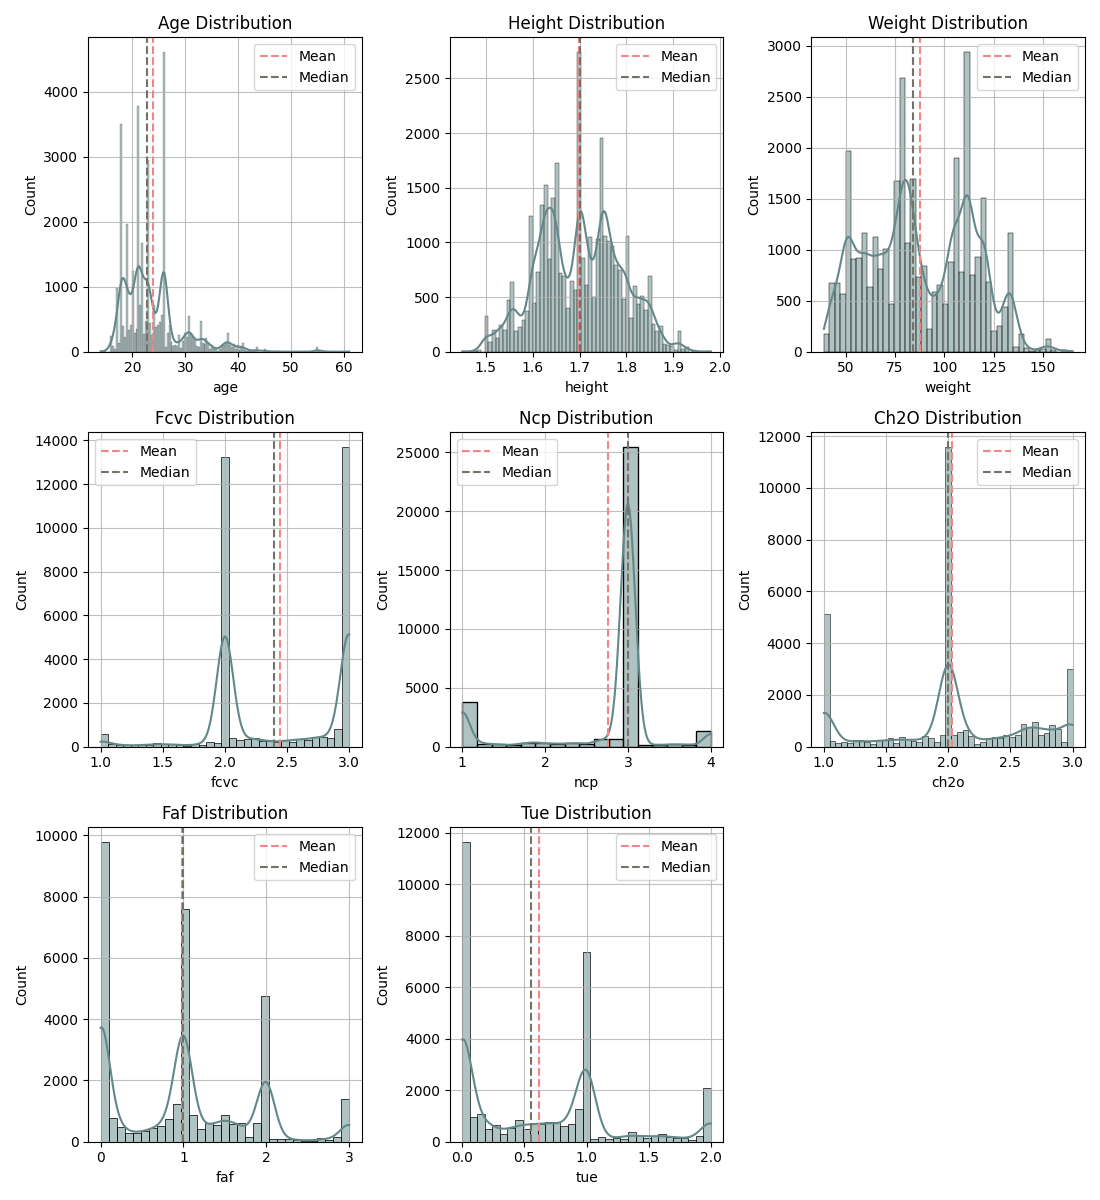 Age Distribution
Mean
Median
Count
4000
3000
2000
1000
0
20
30
40
50
60
age
Height Distribution
Mean
Median
Count
2500
2000
1500
1000
500
0
1.5
1.6
1.7
1.8
1.9
2.0
height
Weight Distribution
Mean
Median
Count
3000
2500
2000
1500
1000
500
0
50
75
100
125
150
weight
Fcvc Distribution
Mean
Median
Count
14000
12000
10000
8000
6000
4000
2000
0
1.0
1.5
2.0
2.5
3.0
fcvc
Ncp Distribution
Mean
Median
Count
25000
20000
15000
10000
5000
0
1
2
3
4
ncp
Ch2O Distribution
Mean
Median
Count
12000
10000
8000
6000
4000
2000
0
1.0
1.5
2.0
2.5
3.0
ch2o
Faf Distribution
Mean
Median
Count
10000
8000
6000
4000
2000
0
0
1
2
3
faf
Tue Distribution
Mean
Median
Count
12000
10000
8000
6000
4000
2000
0
0.0
0.5
1.0
1.5
2.0
tue